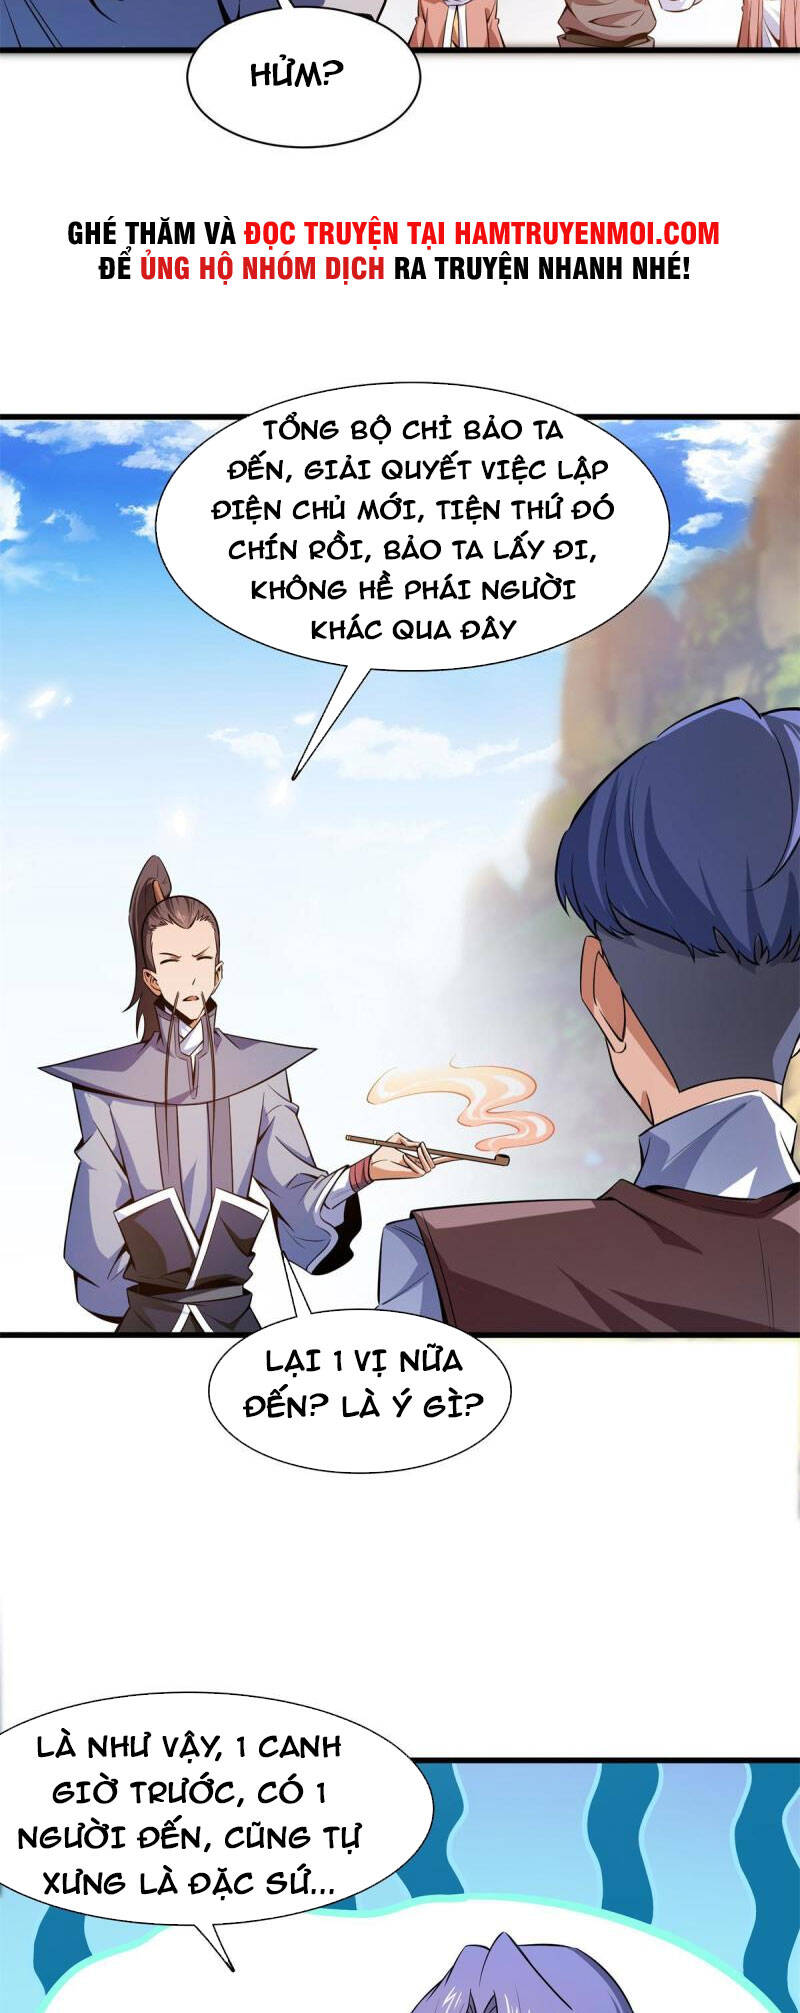 HỬM?
GHÉ THĂM VÀ ĐỌC TRUYỆN TẠI HAMTRUYENMOI.COM
ĐỂ ỦNG HỘ NHÓM DỊCH RA TRUYỆN NHANH NHÉ!
TỔNG BỘ CHỈ BẢO TA
ĐẾN, GIẢI QUYẾT VIỆC LẬP
ĐIỆN CHỦ MỚI, TIỆN THỨ ĐÓ
CHÍN RỒI, BẢO TA LẤY ĐI,
KHÔNG HỀ PHÁI NGƯỜI
KHÁC QUA ĐÂY
LẠI 1 VỊ NỮA
ĐẾN? LÀ Ý GÌ?
LÀ NHƯ VẬY, 1 CANH
GIỜ TRƯỚC, CÓ 1
NGƯỜI ĐẾN, CŨNG TỰ
XƯNG LÀ ĐẶC SỨ...